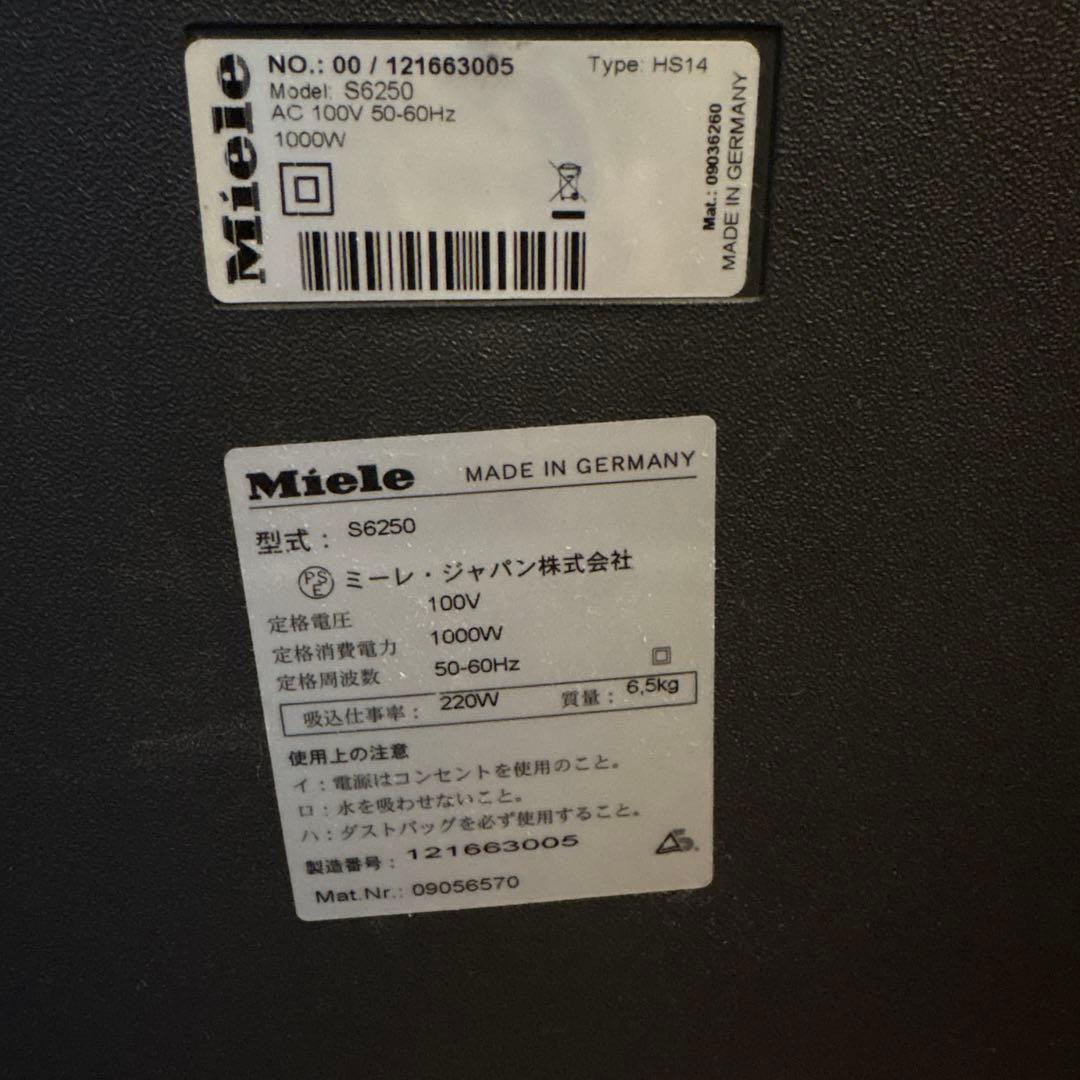 Miele
NO.: 00 / 121663005 Type: HS14
Model: S6250
AC 100V 50-60Hz
1000W
Mat.: 09036260
MADE IN GERMANY
Miele MADE IN GERMANY
型式： S6250
PSE ミーレ・ジャパン株式会社
定格電圧 100V
定格消費電力 1000W
定格周波数 50-60Hz
吸込仕事率： 220W 質量： 6,5kg
使用上の注意
イ：電源はコンセントを使用のこと。
ロ：水を吸わせないこと。
ハ：ダストバッグを必ず使用すること。
製造番号： 121663005
Mat.Nr.: 09056570